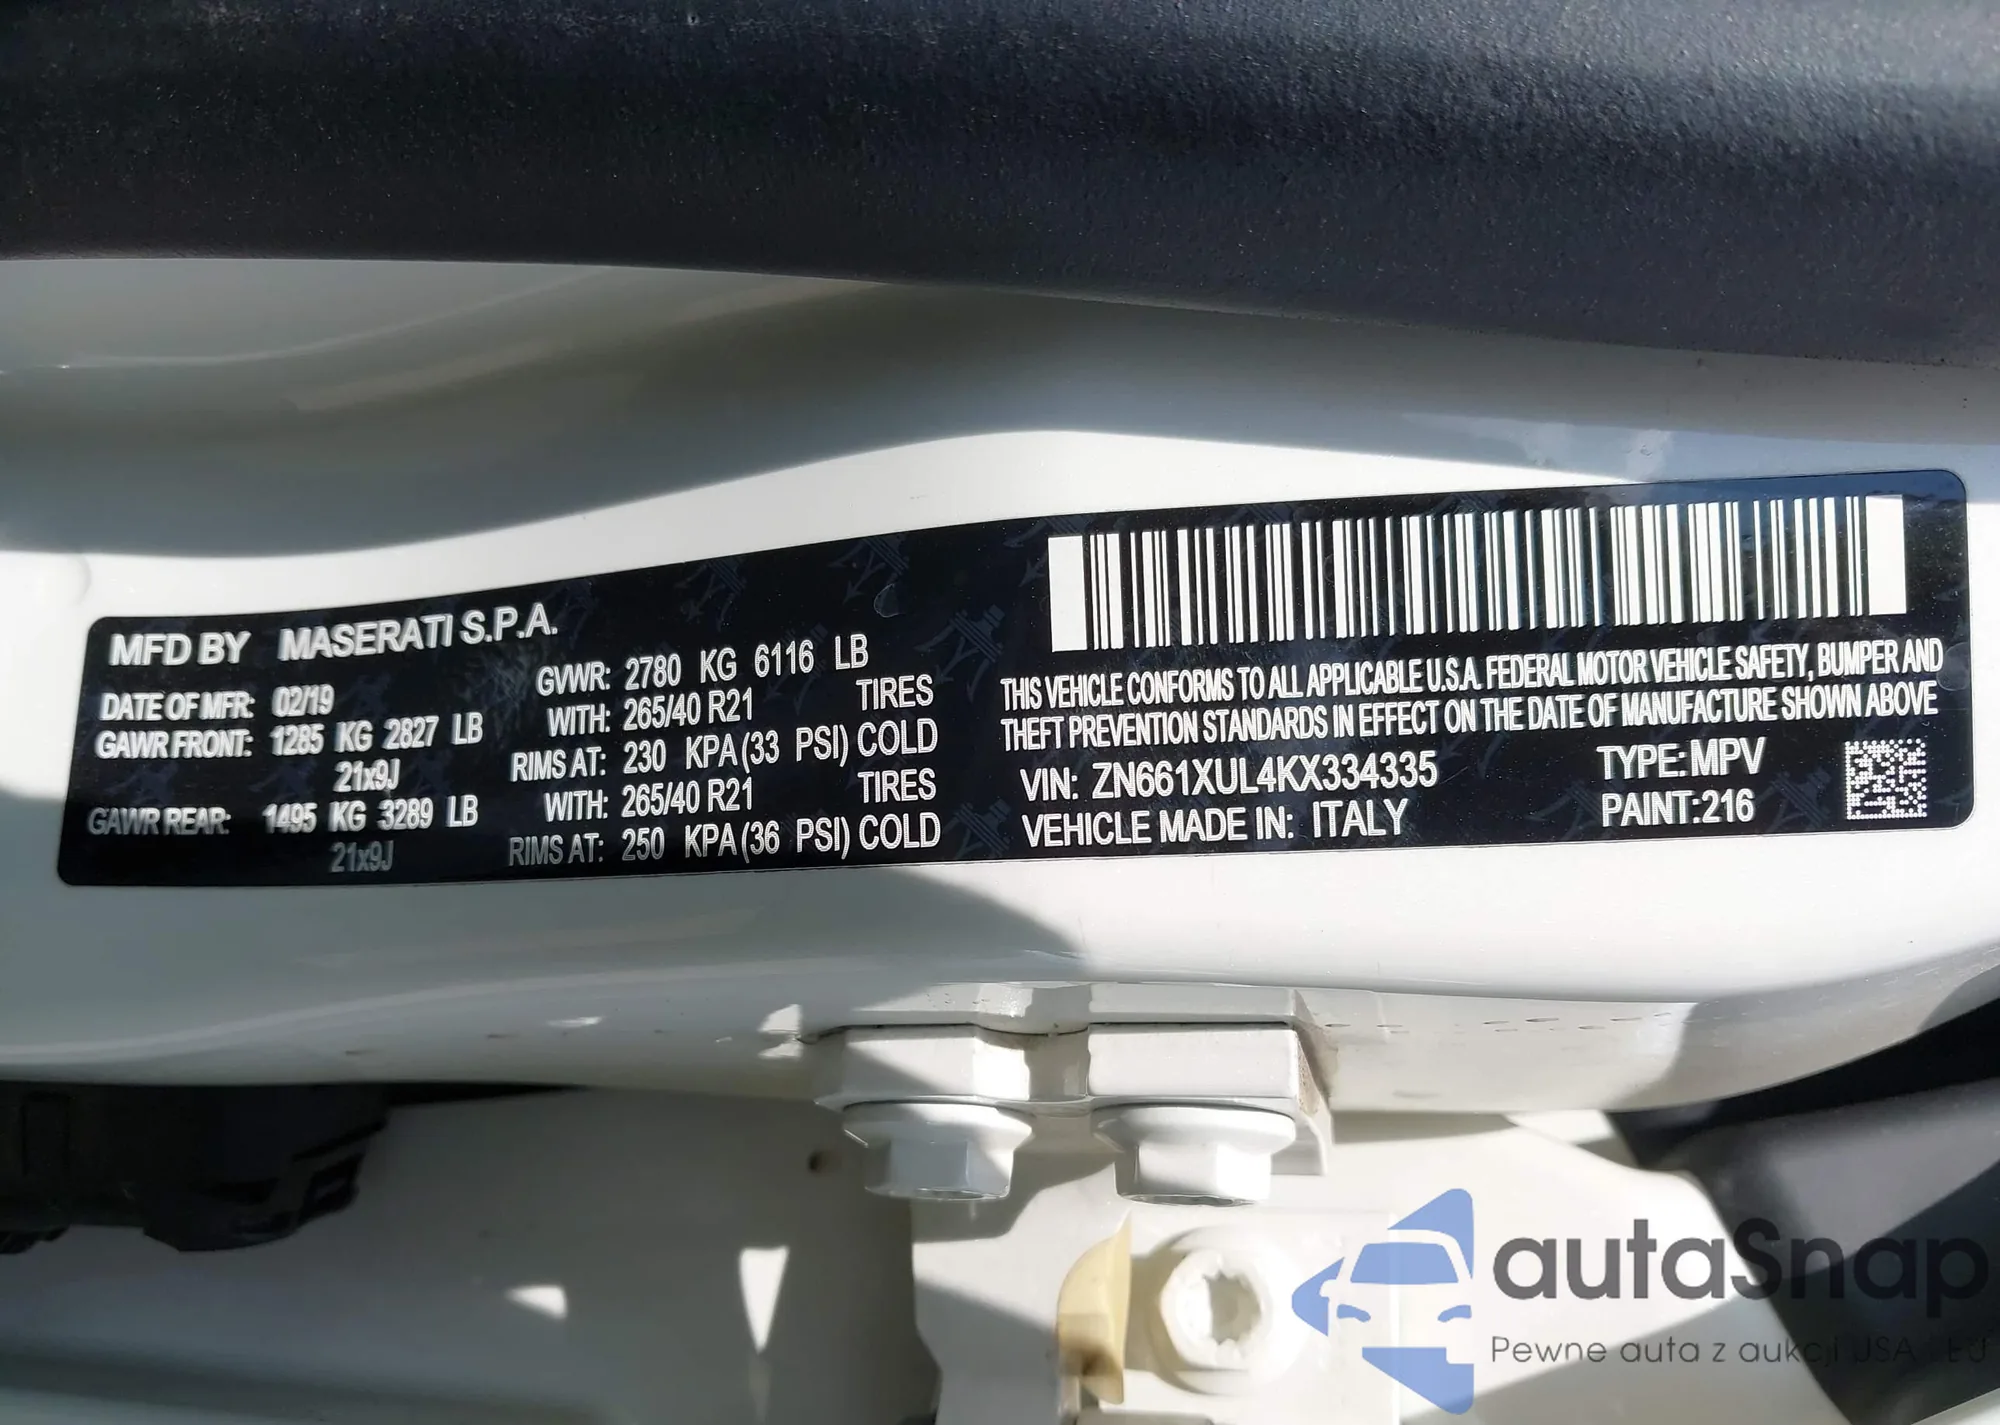 MFD BY MASERATI S.P.A.
DATE OF MFR: 02/19 GVWR: 2780 KG 6116 LB
GAWR FRONT: 1285 KG 2827 LB WITH: 265/40 R21 TIRES
21x9J RIMS AT: 230 KPA (33 PSI) COLD
GAWR REAR: 1495 KG 3289 LB WITH: 265/40 R21 TIRES
21x9J RIMS AT: 250 KPA (36 PSI) COLD
THIS VEHICLE CONFORMS TO ALL APPLICABLE U.S.A. FEDERAL MOTOR VEHICLE SAFETY, BUMPER AND
THEFT PREVENTION STANDARDS IN EFFECT ON THE DATE OF MANUFACTURE SHOWN ABOVE
VIN: ZN661XUL4KX334335 TYPE: MPV
VEHICLE MADE IN: ITALY PAINT: 216
autaSnap
Pewne auta z aukcji USA i EU